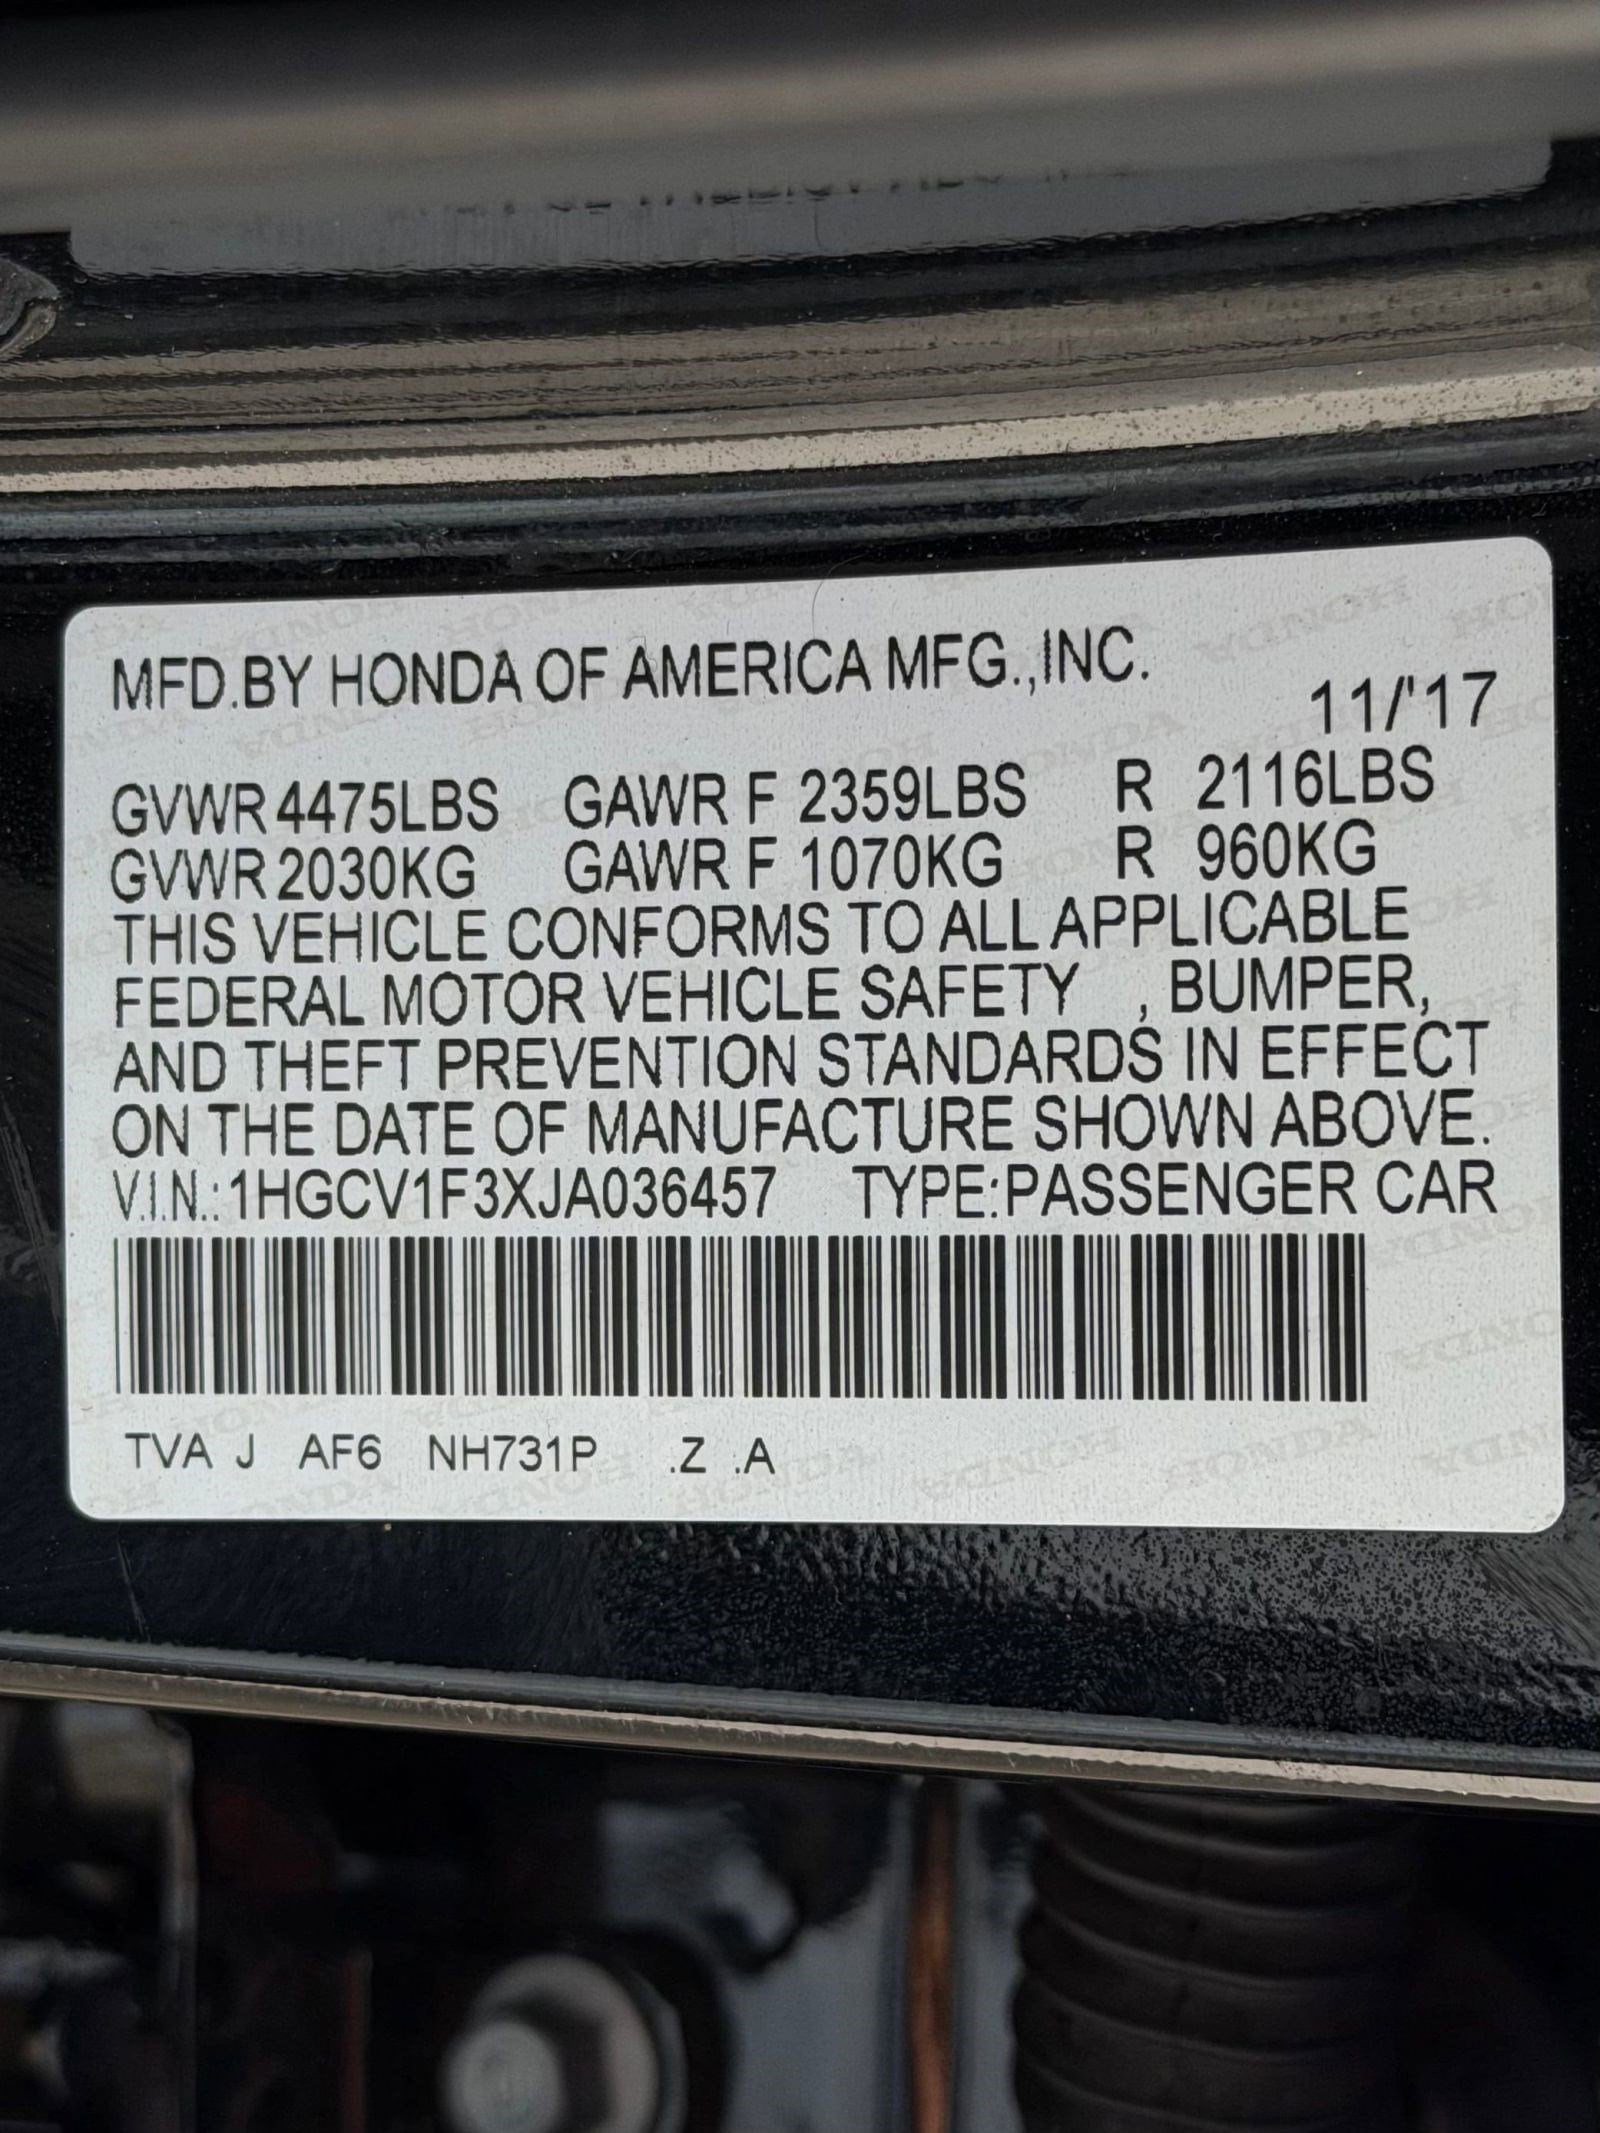 MFD.BY HONDA OF AMERICA MFG.,INC.
11/'17
GVWR 4475LBS GAWR F 2359LBS R 2116LBS
GVWR 2030KG GAWR F 1070KG R 960KG
THIS VEHICLE CONFORMS TO ALL APPLICABLE
FEDERAL MOTOR VEHICLE SAFETY , BUMPER,
AND THEFT PREVENTION STANDARDS IN EFFECT
ON THE DATE OF MANUFACTURE SHOWN ABOVE.
V.I.N.:1HGCV1F3XJA036457 TYPE:PASSENGER CAR
TVA J AF6 NH731P .Z .A